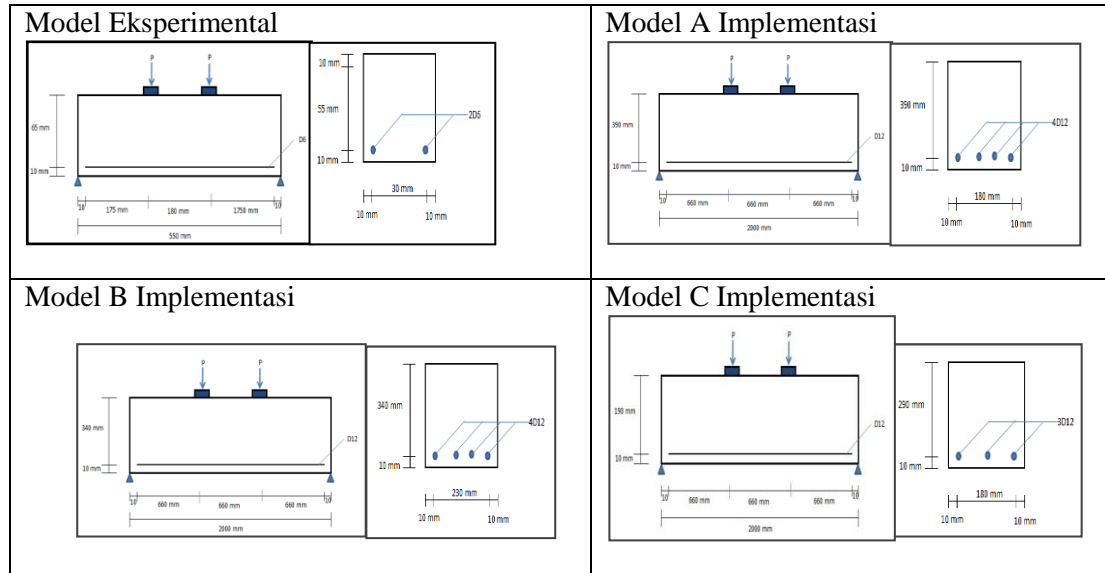 Model Eksperimental
P
P
65 mm
D6
10 mm
10
175 mm
180 mm
1750 mm
10
550 mm
10 mm
55 mm
2D6
10 mm
30 mm
10 mm
10 mm
Model A Implementasi
P
P
390 mm
D12
10 mm
10
660 mm
660 mm
660 mm
10
2000 mm
390 mm
4D12
10 mm
180 mm
10 mm
10 mm
Model B Implementasi
P
P
340 mm
D12
10 mm
10
660 mm
660 mm
660 mm
10
2000 mm
340 mm
4D12
10 mm
230 mm
10 mm
10 mm
Model C Implementasi
P
P
190 mm
D12
10 mm
10
660 mm
660 mm
660 mm
10
2000 mm
290 mm
3D12
10 mm
180 mm
10 mm
10 mm